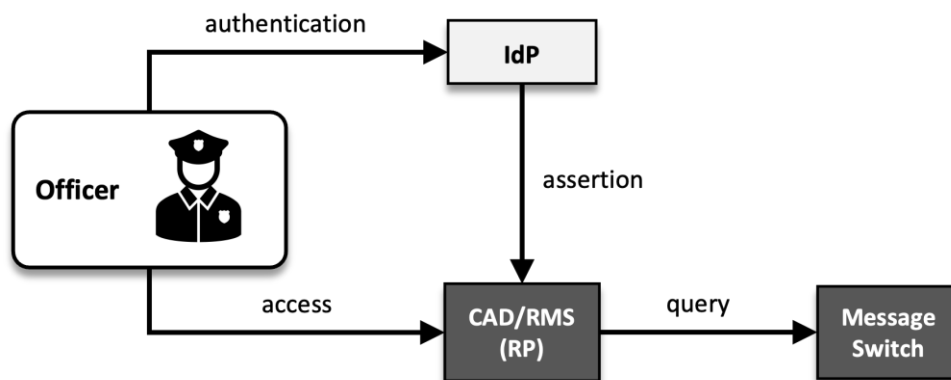 authentication
IdP
Officer
assertion
access
CAD/RMS
(RP)
query
Message
Switch